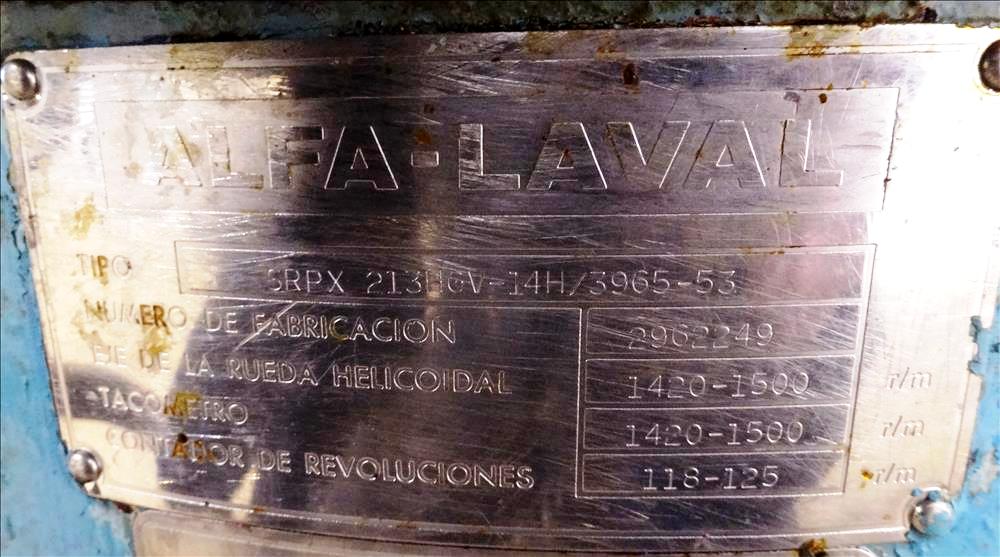 ALFA-LAVAL
TIPO SRPX 213HGV-14H/3965-53
NUMERO DE FABRICACION 2962249
EJE DE LA RUEDA HELICOIDAL 1420-1500 r/m
TACOMETRO 1420-1500 r/m
CONTADOR DE REVOLUCIONES 118-125 r/m